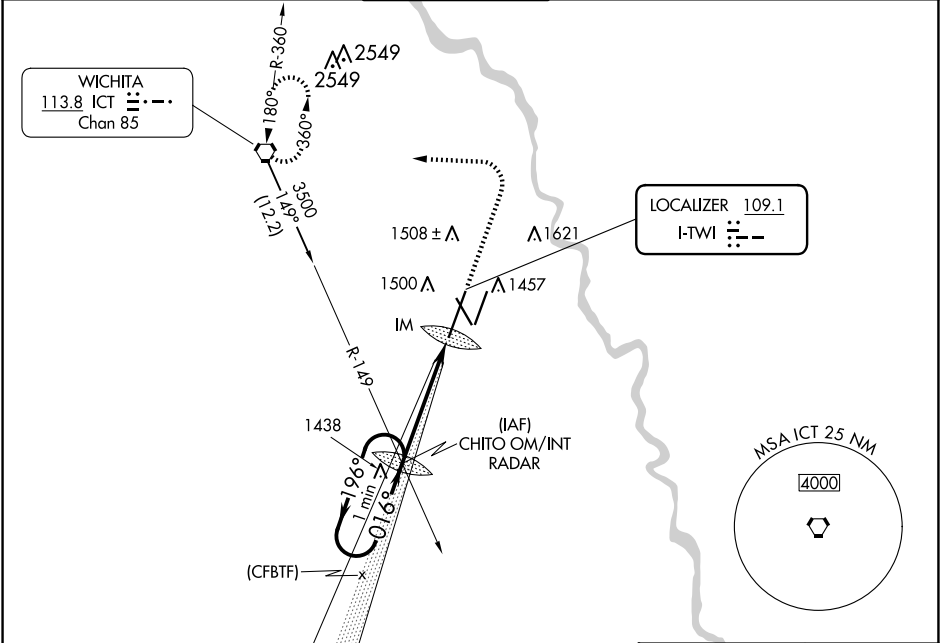 WICHITA
113.8 ICT
Chan 85
R-360
180°
360°
2549
2549
3500
149°
(12.2)
R-149
LOCALIZER 109.1
I-TWI
1508 ±
1621
1500
1457
IM
1438
(IAF)
CHITO OM/INT
RADAR
196°
1 min
016°
(CFBTF)
x
MSA ICT 25 NM
4000